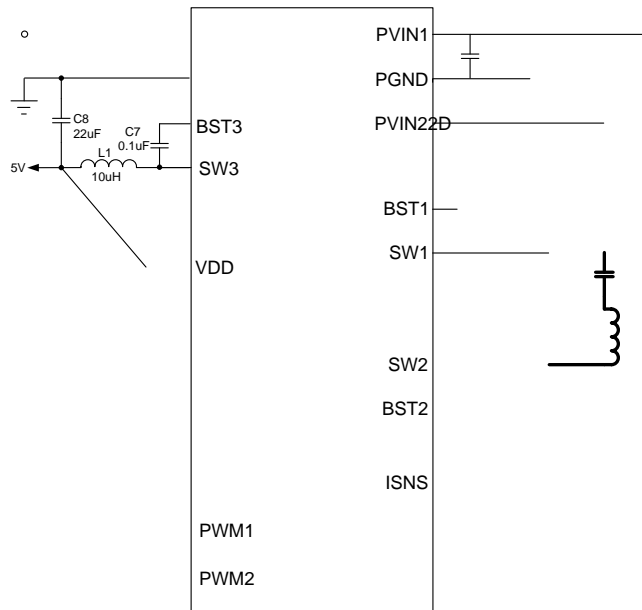 PVIN1
PGND
C8
22uF
C7
0.1uF
BST3
PVIN22D
5V
L1
10uH
SW3
BST1
SW1
VDD
SW2
BST2
ISNS
PWM1
PWM2